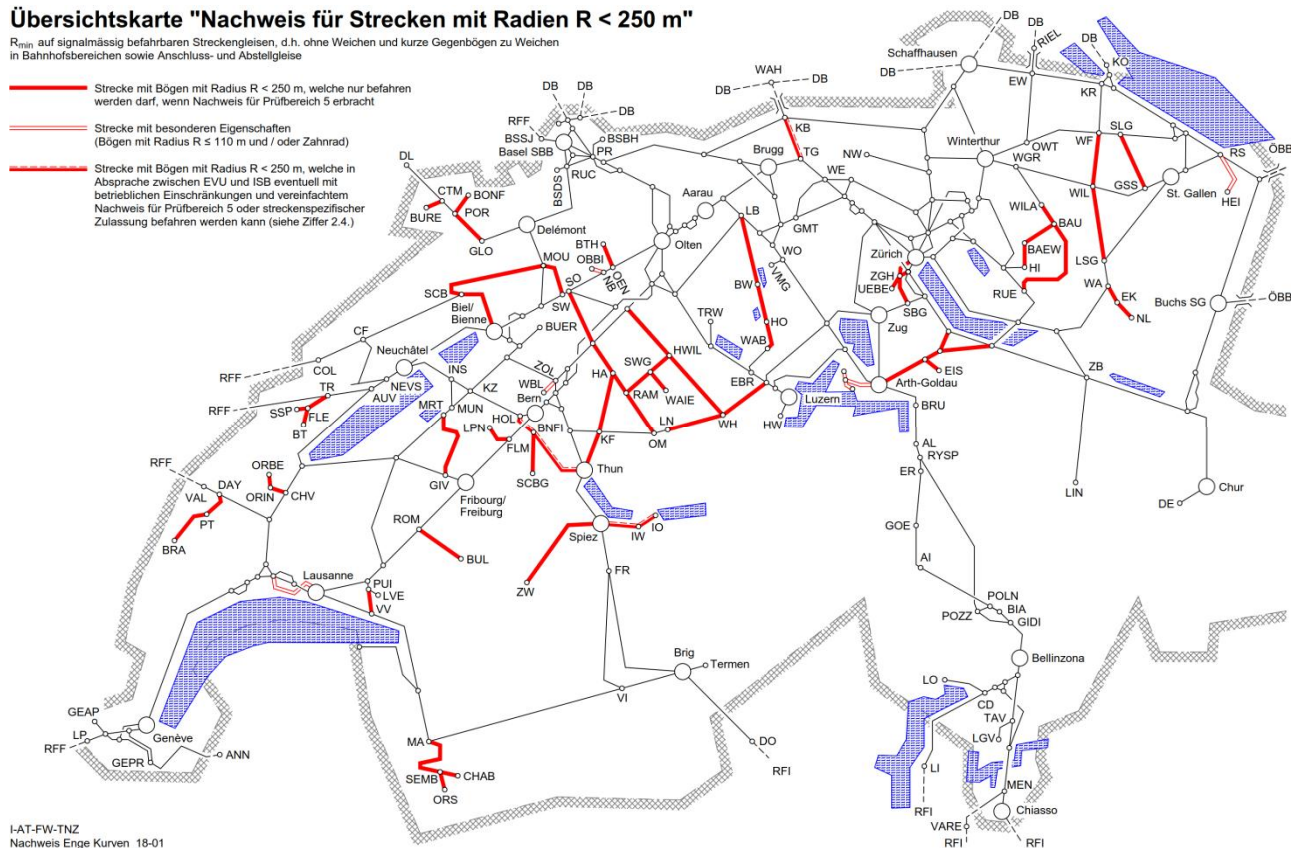 Übersichtskarte "Nachweis für Strecken mit Radien R < 250 m"
Rmin auf signalmässig befahrbaren Streckengleisen, d.h. ohne Weichen und kurze Gegenbögen zu Weichen
in Bahnhofsbereichen sowie Anschluss- und Abstellgleise
Strecke mit Bögen mit Radius R < 250 m, welche nur befahren
werden darf, wenn Nachweis für Prüfbereich 5 erbracht
Strecke mit besonderen Eigenschaften
(Bögen mit Radius R ≤ 110 m und / oder Zahnrad)
Strecke mit Bögen mit Radius R < 250 m, welche in
Absprache zwischen EVU und ISB eventuell mit
betrieblichen Einschränkungen und vereinfachtem
Nachweis für Prüfbereich 5 oder streckenspezifischer
Zulassung befahren werden kann (siehe Ziffer 2.4.)
DB
DB
RIEL
DB
KO
Schaffhausen
DB
EW
KR
WAH
DB
DB
DB
DB
DB
RFF
BSSJ
BSBH
Basel SBB
PR
RUC
BSDS
KB
TG
Brugg
NW
WE
Winterthur
OWT
WGR
WF
SLG
RS
ÖBB
HEI
GSS
St. Gallen
WIL
WILA
BAU
BAEW
HI
RUE
LSG
WA
EK
NL
Buchs SG
ÖBB
DL
CTM
BONF
BURE
POR
GLO
Delémont
Aarau
LB
GMT
WO
VMG
Olten
BTH
OBBI
OEN
NB
MOU
SO
SW
SCB
Biel/
Bienne
BUER
BW
HO
WAB
TRW
Zürich
ZGH
UEBE
SBG
Zug
CF
COL
RFF
Neuchâtel
NEVS
AUV
INS
KZ
ZOL
WBL
Bern
HA
SWG
HWIL
RAM
WAIE
EBR
Luzern
HW
Arth-Goldau
EIS
ZB
BRU
RFF
TR
SSP
FLE
BT
MRT
MUN
LPN
HOL
BNFI
FLM
KF
OM
LN
WH
AL
RYSP
ER
RFF
VAL
DAY
PT
BRA
ORBE
ORIN
CHV
GIV
Fribourg/
Freiburg
SCBG
Thun
LIN
DE
Chur
ROM
BUL
Spiez
IW
IO
ZW
FR
GOE
AI
Lausanne
PUI
LVE
VV
POLN
BIA
POZZ
GIDI
Bellinzona
Brig
Termen
VI
LO
CD
TAV
LGV
GEAP
LP
RFF
Genève
GEPR
ANN
MA
SEMB
CHAB
ORS
DO
RFI
LI
RFI
MEN
Chiasso
VARE
RFI
RFI
I-AT-FW-TNZ
Nachweis Enge Kurven 18-01